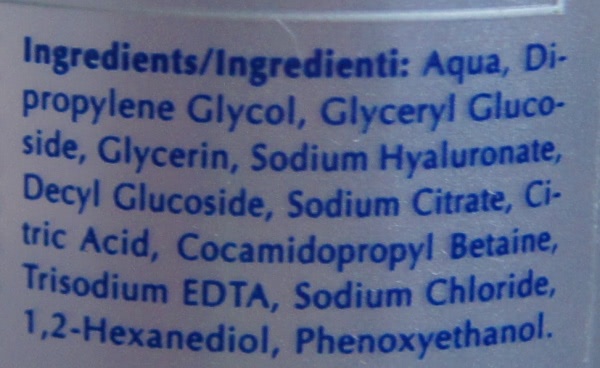 Ingredients/Ingredienti: Aqua, Di-
propylene Glycol, Glyceryl Gluco-
side, Glycerin, Sodium Hyaluronate,
Decyl Glucoside, Sodium Citrate, Ci-
tric Acid, Cocamidopropyl Betaine,
Trisodium EDTA, Sodium Chloride,
1,2-Hexanediol, Phenoxyethanol.